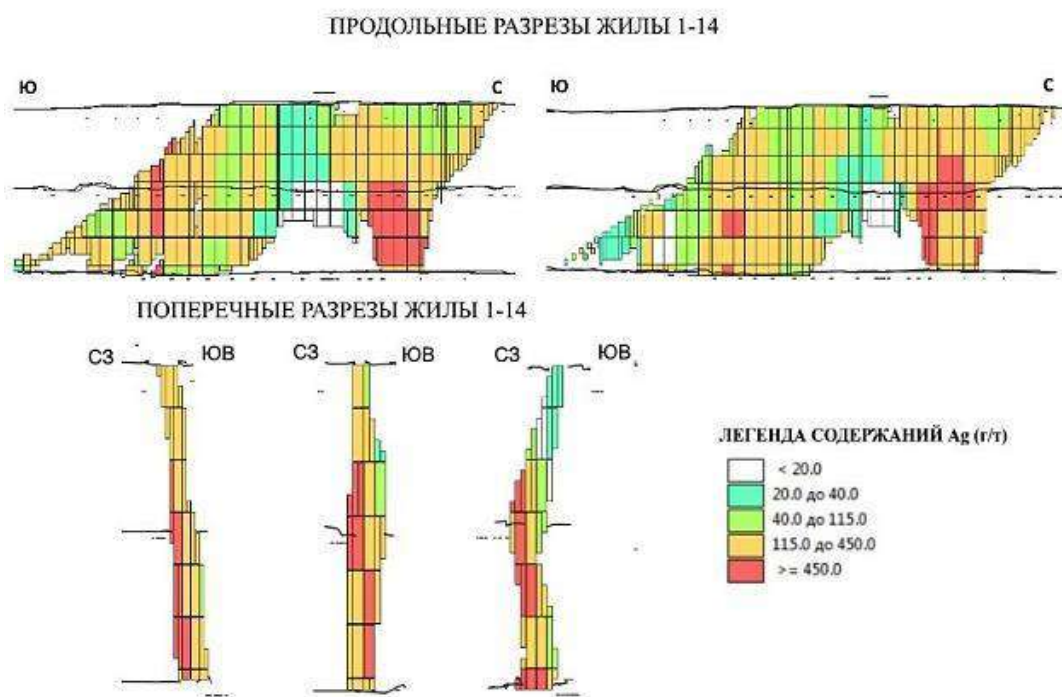 ПРОДОЛЬНЫЕ РАЗРЕЗЫ ЖИЛЫ 1-14
Ю С Ю С
ПОПЕРЕЧНЫЕ РАЗРЕЗЫ ЖИЛЫ 1-14
СЗ ЮВ СЗ ЮВ СЗ ЮВ
ЛЕГЕНДА СОДЕРЖАНИЙ Ag (г/т)
< 20.0
20.0 до 40.0
40.0 до 115.0
115.0 до 450.0
>= 450.0